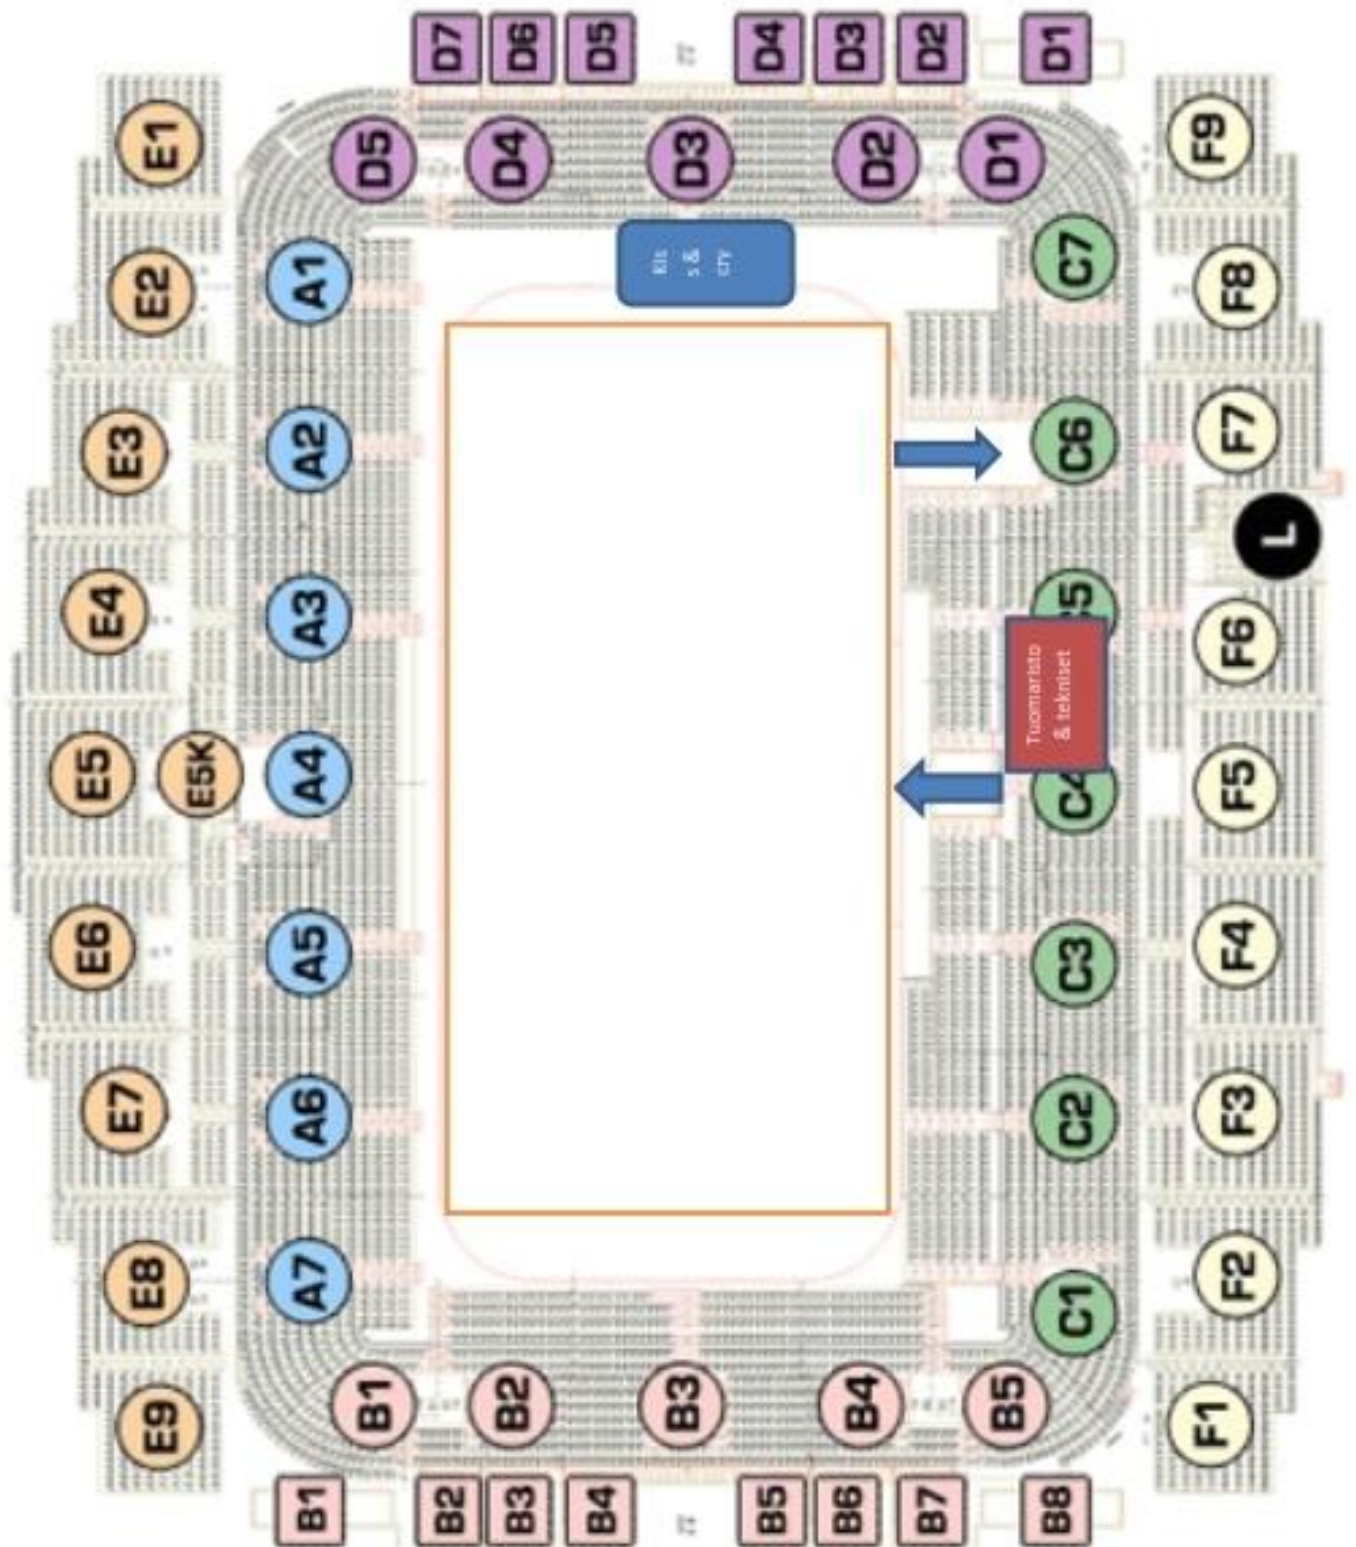 E9 E8 E7 E6 E5 E4 E3 E2 E1
E5K
A7 A6 A5 A4 A3 A2 A1
B1
B1 D5
B2 B2 D4 D7
B3 D6
B4 D5
B3 D3
Kis
s &
cry
B5 D4
B6 B4 D2 D3
B7 D2
B5 D1
B8 D1
Tuomaristo
& tekniset
C1 C2 C3 C4 C6 C7
F1 F2 F3 F4 F5 F6 F7 F8 F9
L